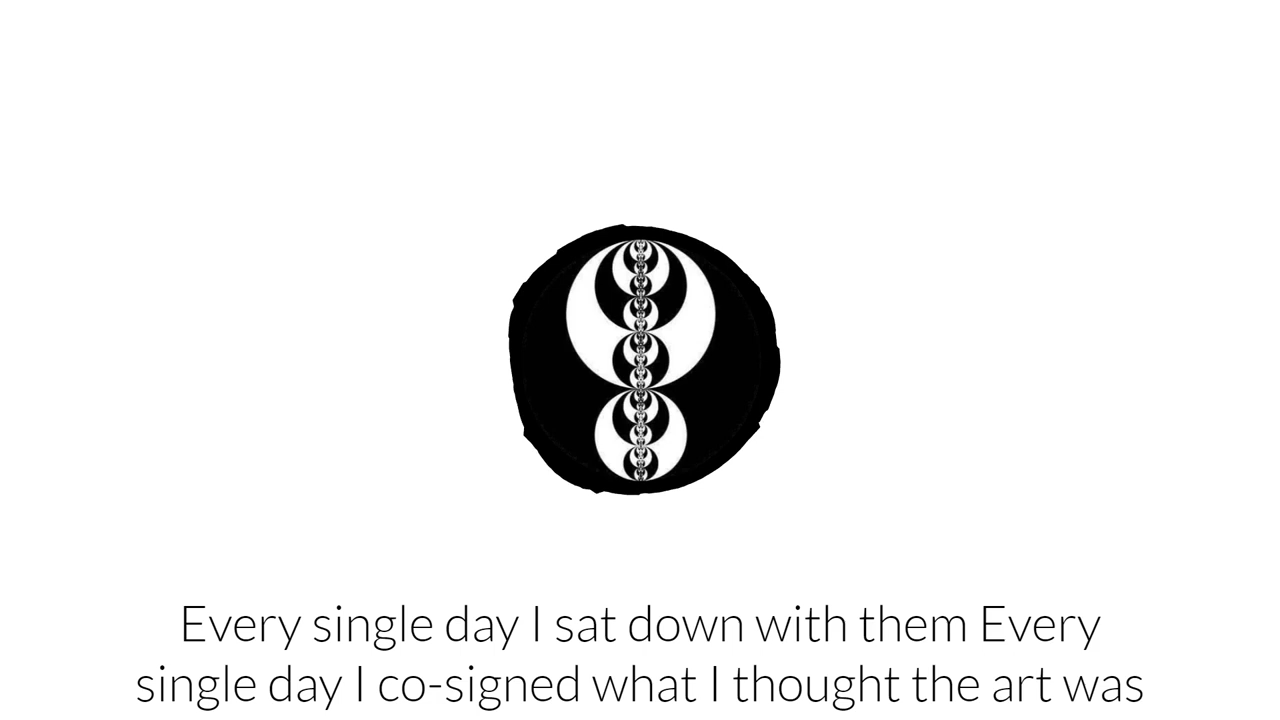 Every single day I sat down with them Every
single day I co-signed what I thought the art was